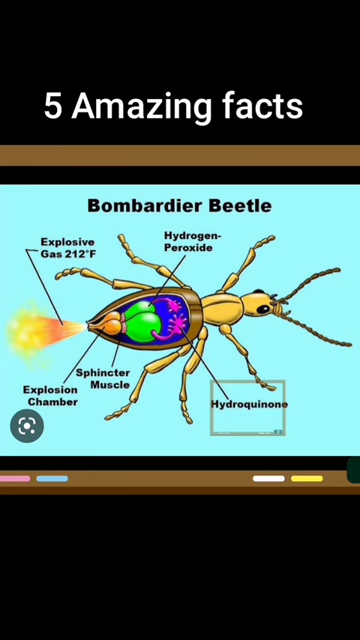 5 Amazing facts
Bombardier Beetle
Explosive
Gas 212°F
Hydrogen-
Peroxide
Sphincter
Muscle
Explosion
Chamber
Hydroquinone